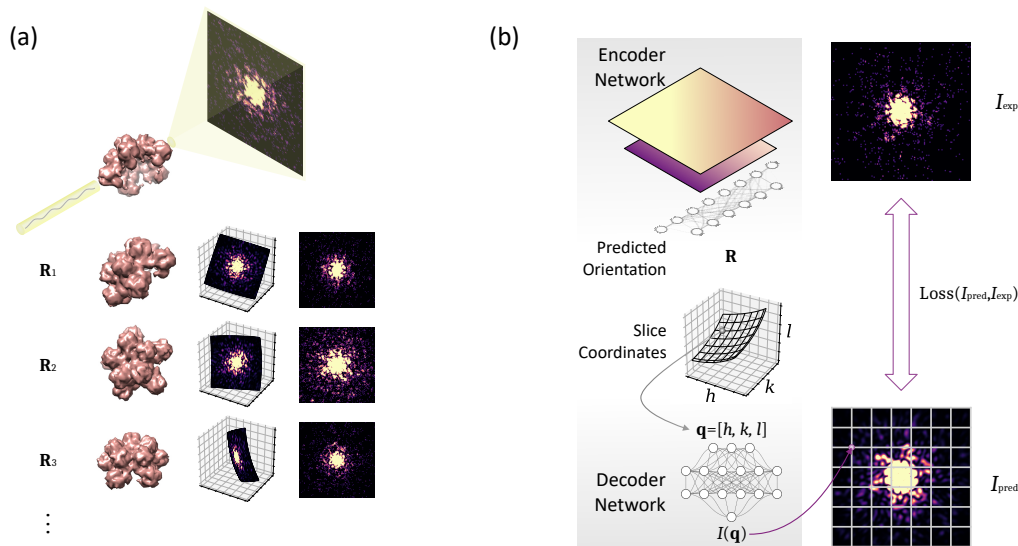 (a)
R1
R2
R3
⋮
(b)
Encoder
Network
Iexp
Predicted
Orientation
R
Loss(Ipred,Iexp)
Slice
Coordinates
l
h
k
q=[h, k, l]
Decoder
Network
Ipred
I(q)